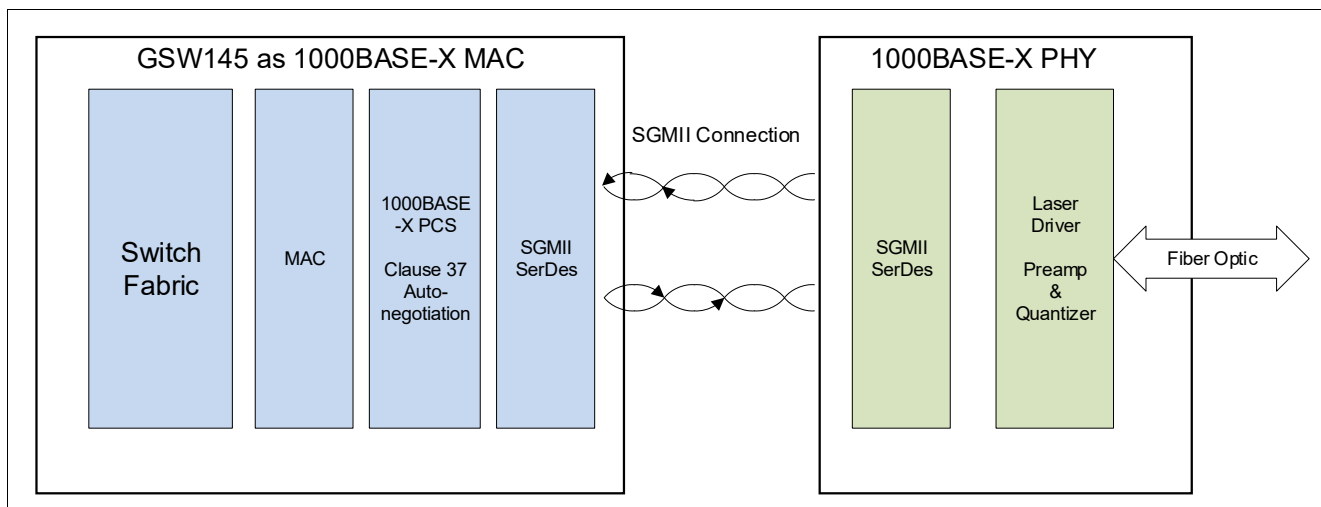 GSW145 as 1000BASE-X MAC
1000BASE-X PHY
Switch
Fabric
MAC
1000BASE
-X PCS
Clause 37
Auto-
negotiation
SGMII
SerDes
SGMII Connection
SGMII
SerDes
Laser
Driver
Preamp
&
Quantizer
Fiber Optic